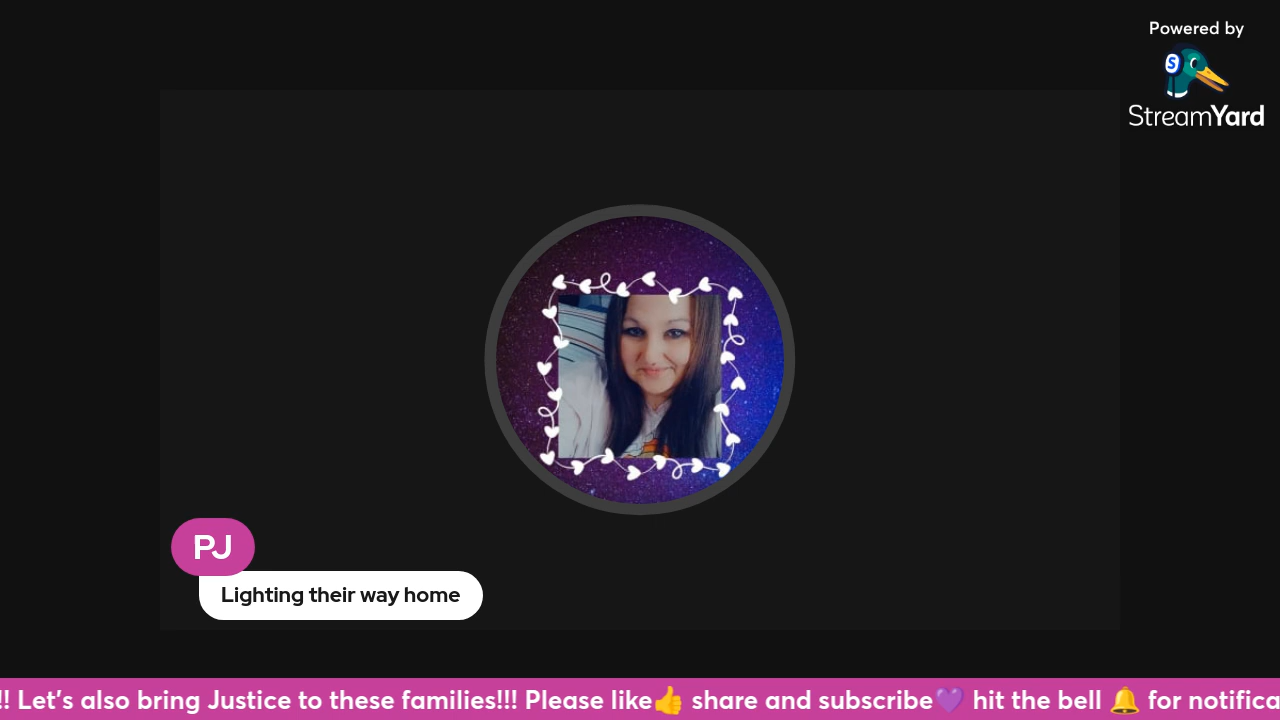 Powered by
S
StreamYard
PJ
Lighting their way home
!! Let's also bring Justice to these families!!! Please like👍 share and subscribe💜 hit the bell 🔔 for notifica